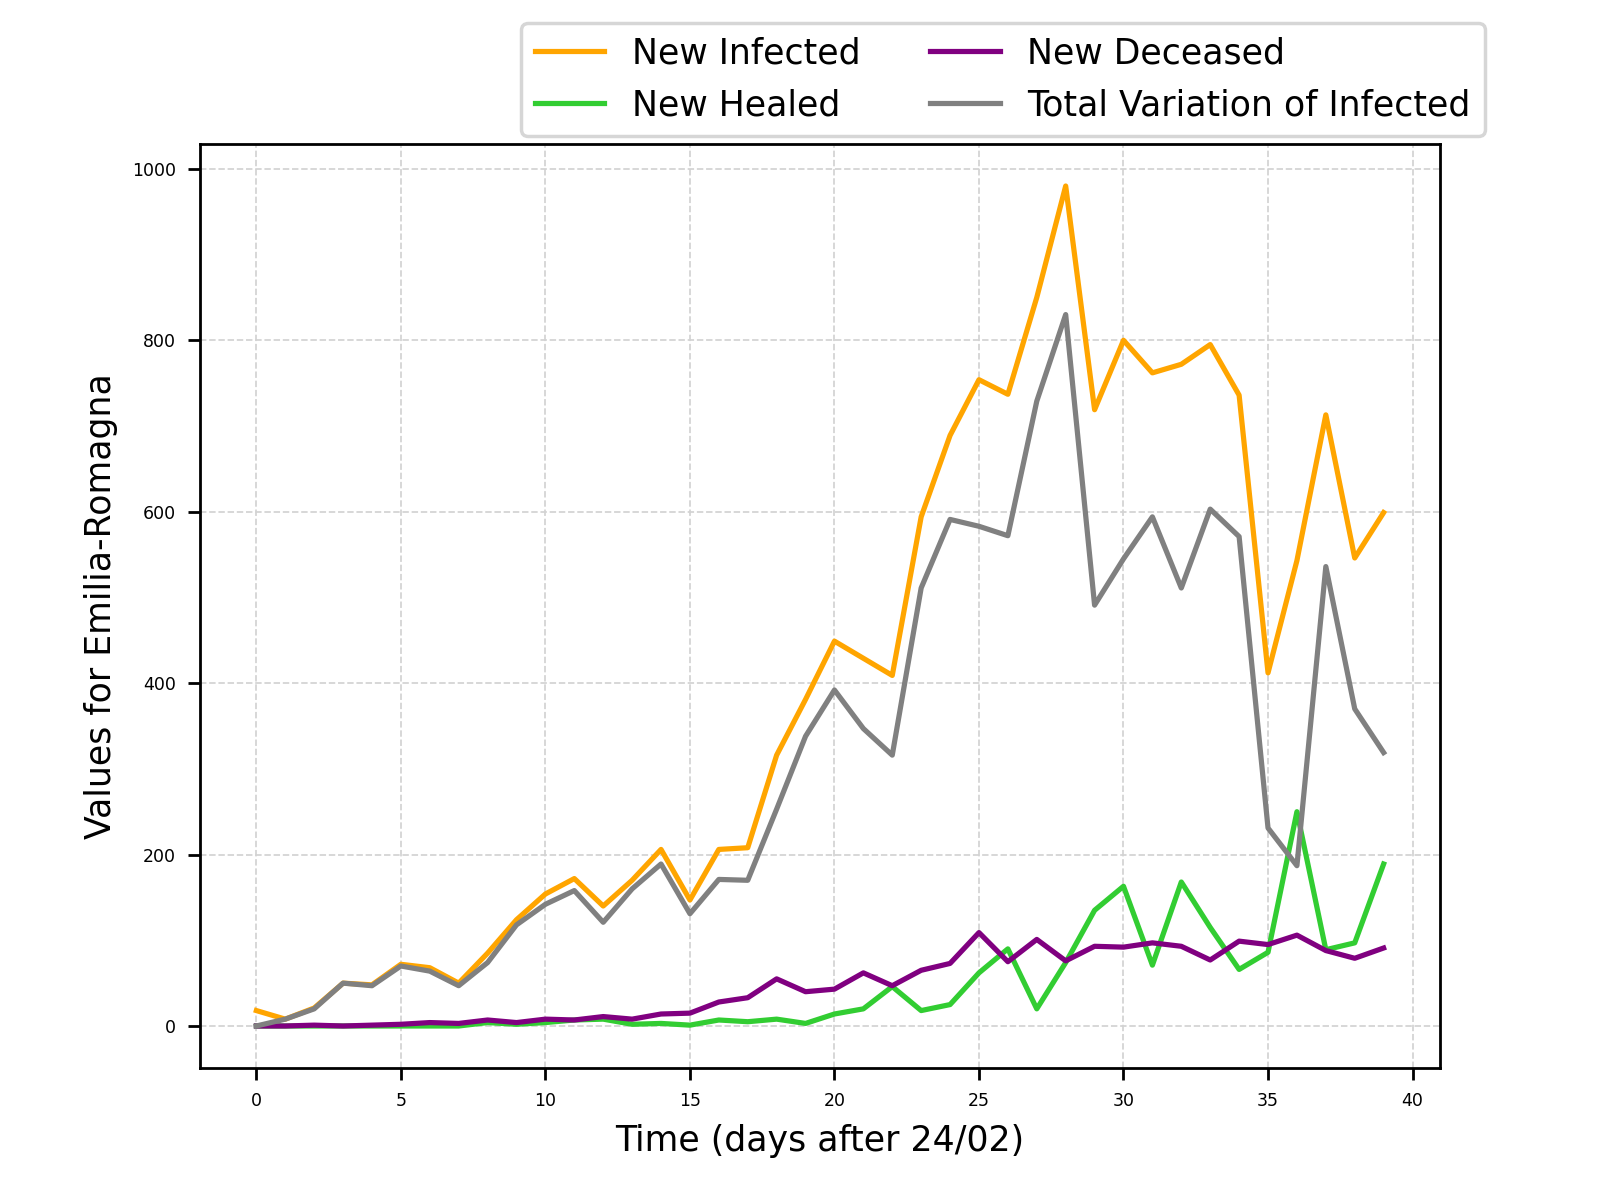 New Infected
New Healed
New Deceased
Total Variation of Infected
1000
800
600
400
200
0
Values for Emilia-Romagna
0 5 10 15 20 25 30 35 40
Time (days after 24/02)